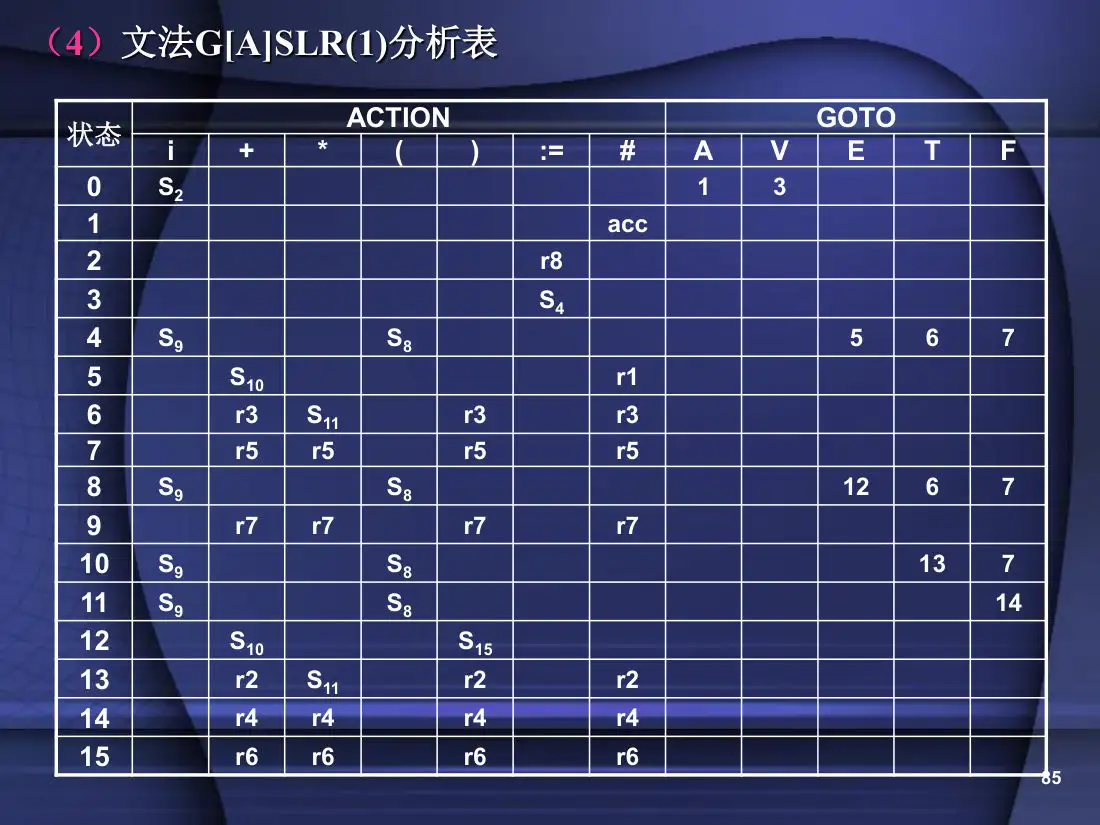 （4）文法G[A]SLR(1)分析表
状态 ACTION GOTO
i + * ( ) := # A V E T F
0 S2 1 3
1 acc
2 r8
3 S4
4 S9 S8 5 6 7
5 S10 r1
6 r3 S11 r3 r3
7 r5 r5 r5 r5
8 S9 S8 12 6 7
9 r7 r7 r7 r7
10 S9 S8 13 7
11 S9 S8 14
12 S10 S15
13 r2 S11 r2 r2
14 r4 r4 r4 r4
15 r6 r6 r6 r6
85